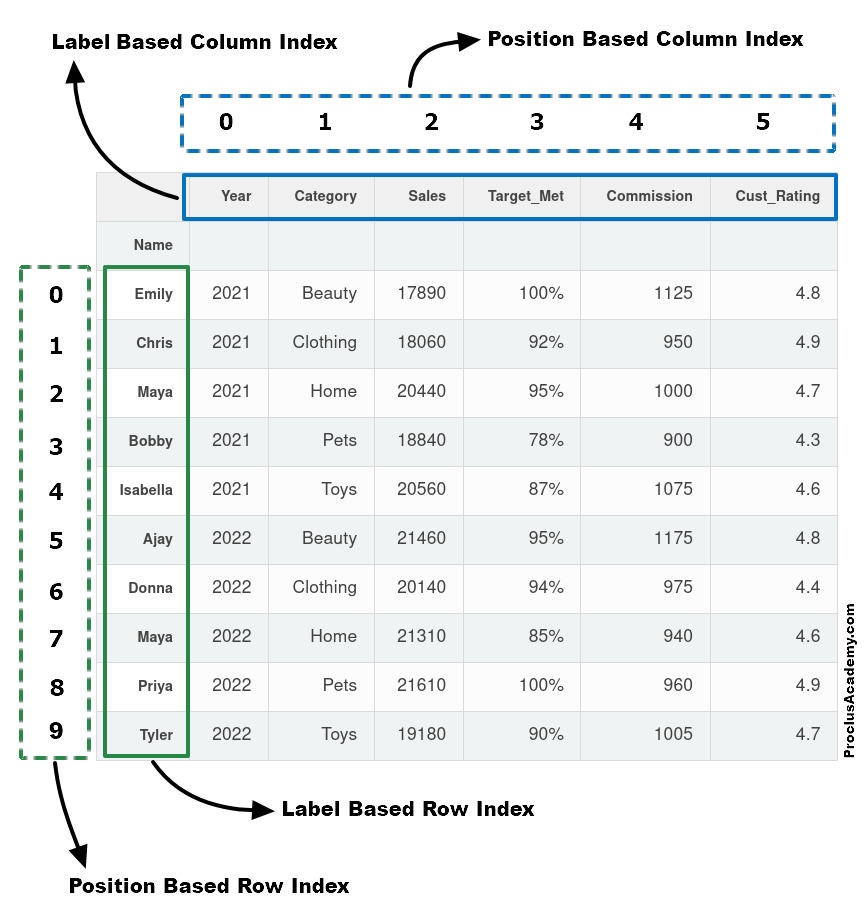 Label Based Column Index
Position Based Column Index
0 1 2 3 4 5
Year Category Sales Target_Met Commission Cust_Rating
Name
0 Emily 2021 Beauty 17890 100% 1125 4.8
1 Chris 2021 Clothing 18060 92% 950 4.9
2 Maya 2021 Home 20440 95% 1000 4.7
3 Bobby 2021 Pets 18840 78% 900 4.3
4 Isabella 2021 Toys 20560 87% 1075 4.6
5 Ajay 2022 Beauty 21460 95% 1175 4.8
6 Donna 2022 Clothing 20140 94% 975 4.4
7 Maya 2022 Home 21310 85% 940 4.6
8 Priya 2022 Pets 21610 100% 960 4.9
9 Tyler 2022 Toys 19180 90% 1005 4.7
ProclusAcademy.com
Label Based Row Index
Position Based Row Index